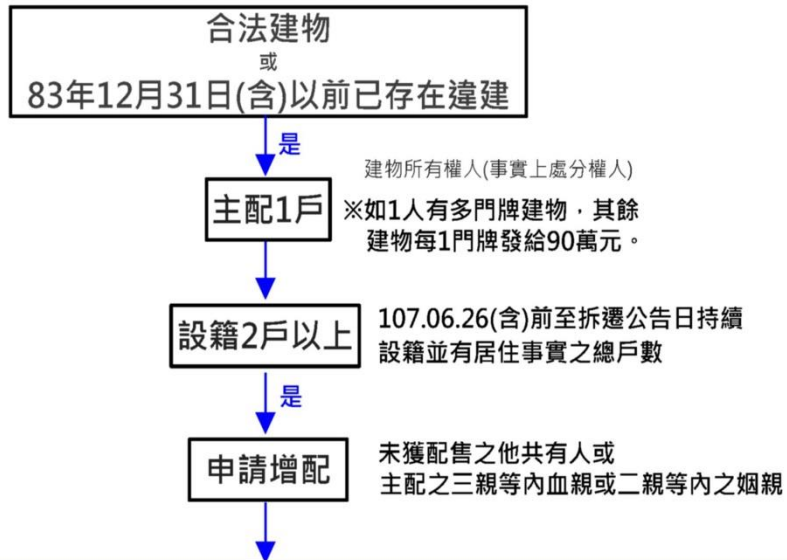 合法建物
或
83年12月31日(含)以前已存在違建
是
建物所有權人(事實上處分權人)
主配1戶
※如1人有多門牌建物，其餘
建物每1門牌發給90萬元。
設籍2戶以上
107.06.26(含)前至拆遷公告日持續
設籍並有居住事實之總戶數
是
申請增配
未獲配售之他共有人或
主配之三親等內血親或二親等內之姻親